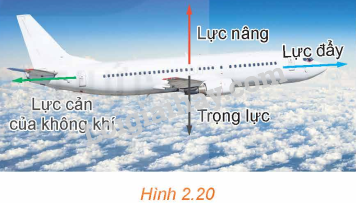 Lực nâng
Lực đẩy
Lực cản
của không khí
Trọng lực
Hình 2.20